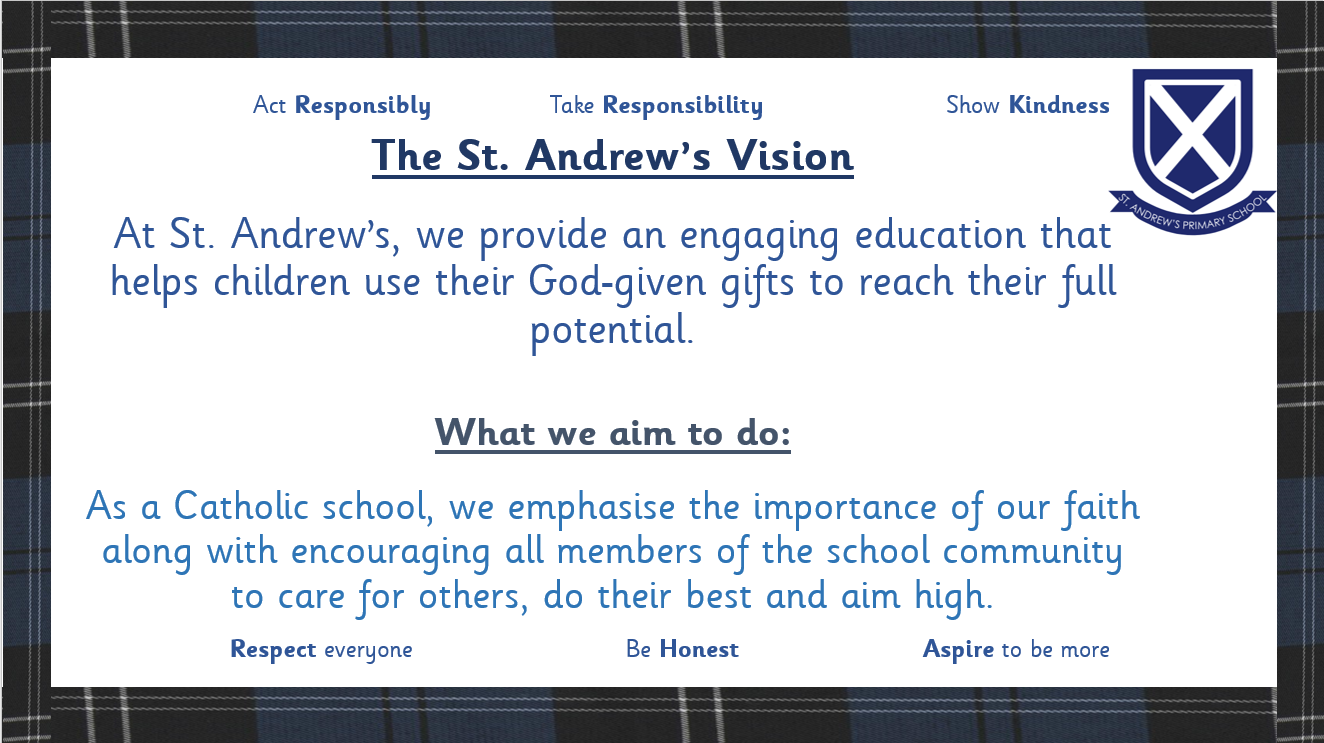 Act Responsibly Take Responsibility Show Kindness
The St. Andrew's Vision
ST. ANDREW'S PRIMARY SCHOOL
At St. Andrew's, we provide an engaging education that
helps children use their God-given gifts to reach their full
potential.
What we aim to do:
As a Catholic school, we emphasise the importance of our faith
along with encouraging all members of the school community
to care for others, do their best and aim high.
Respect everyone Be Honest Aspire to be more